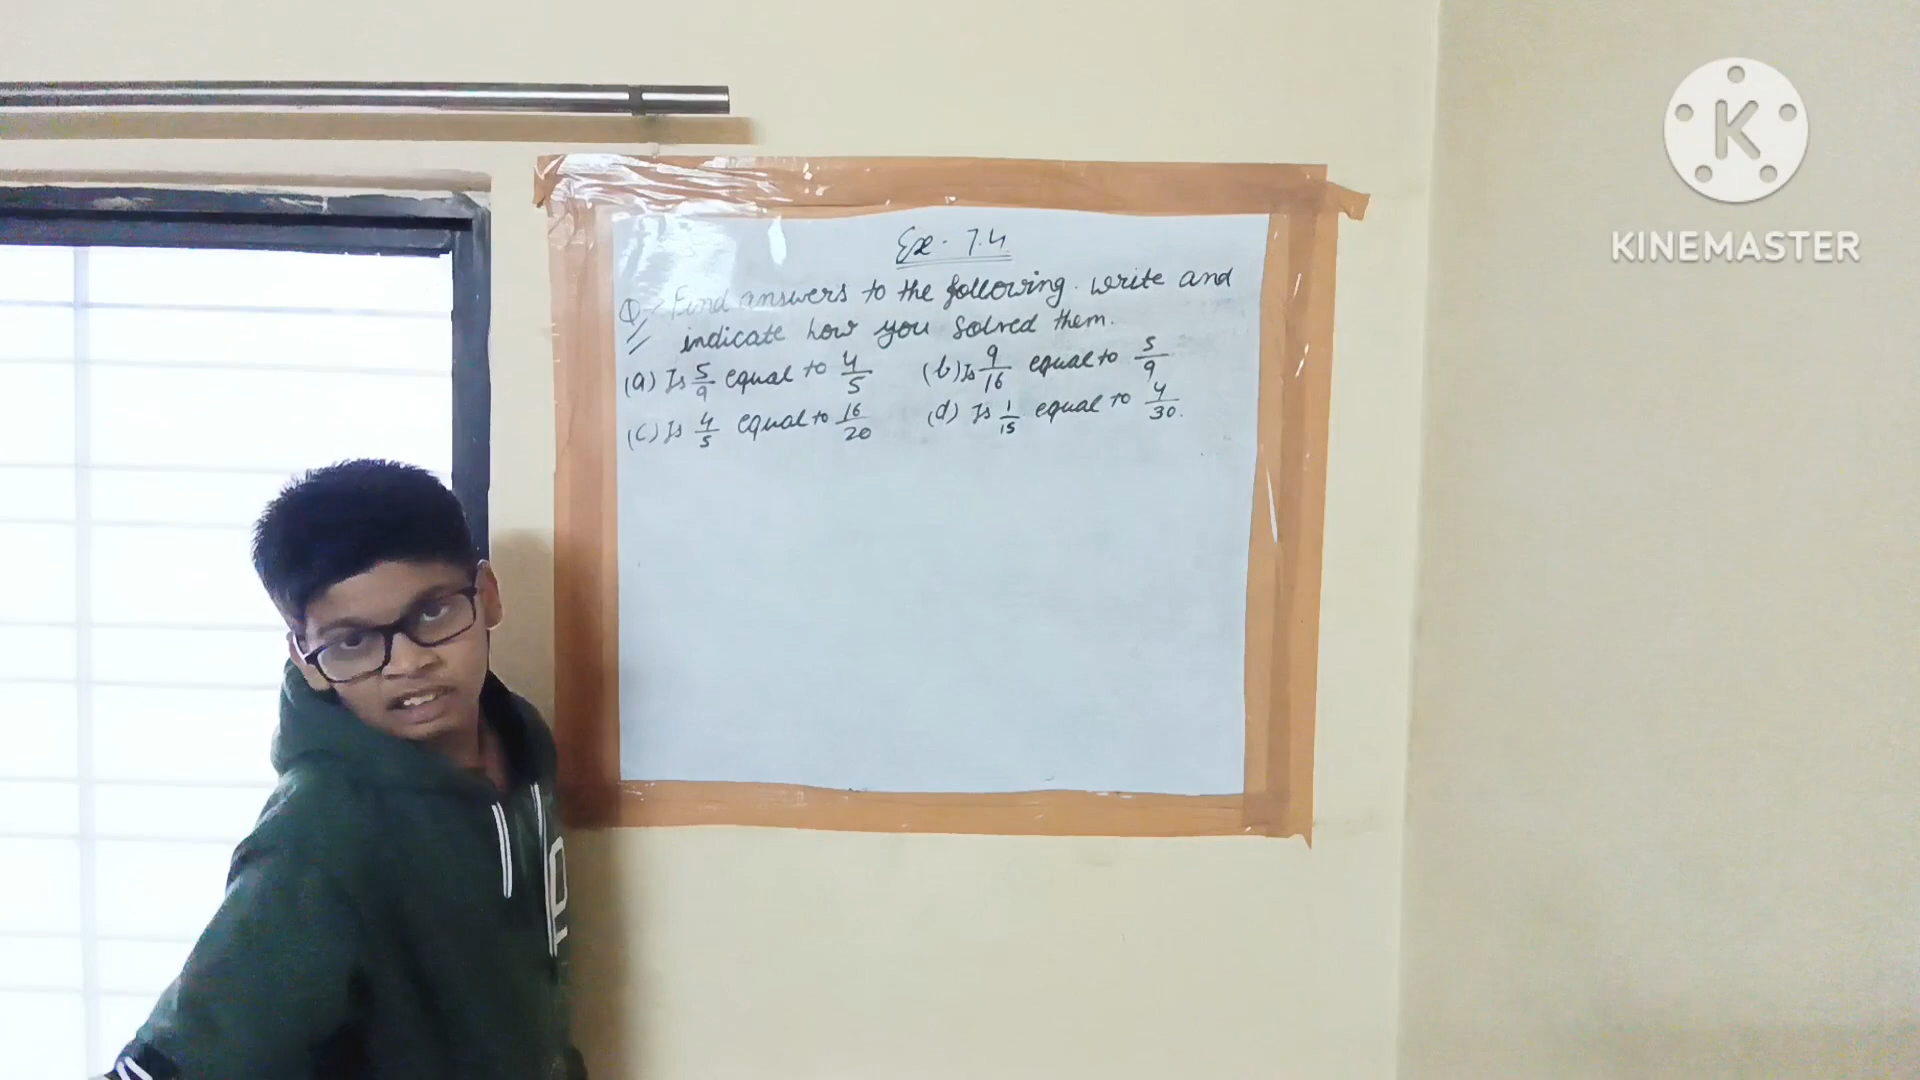 Ex- 7.4
Q-> Find answers to the following. Write and
indicate how you solved them.
(a) Is 5/9 equal to 4/5 (b) Is 9/16 equal to 5/9
(c) Is 4/5 equal to 16/20 (d) Is 1/15 equal to 4/30.
K
KINEMASTER
P